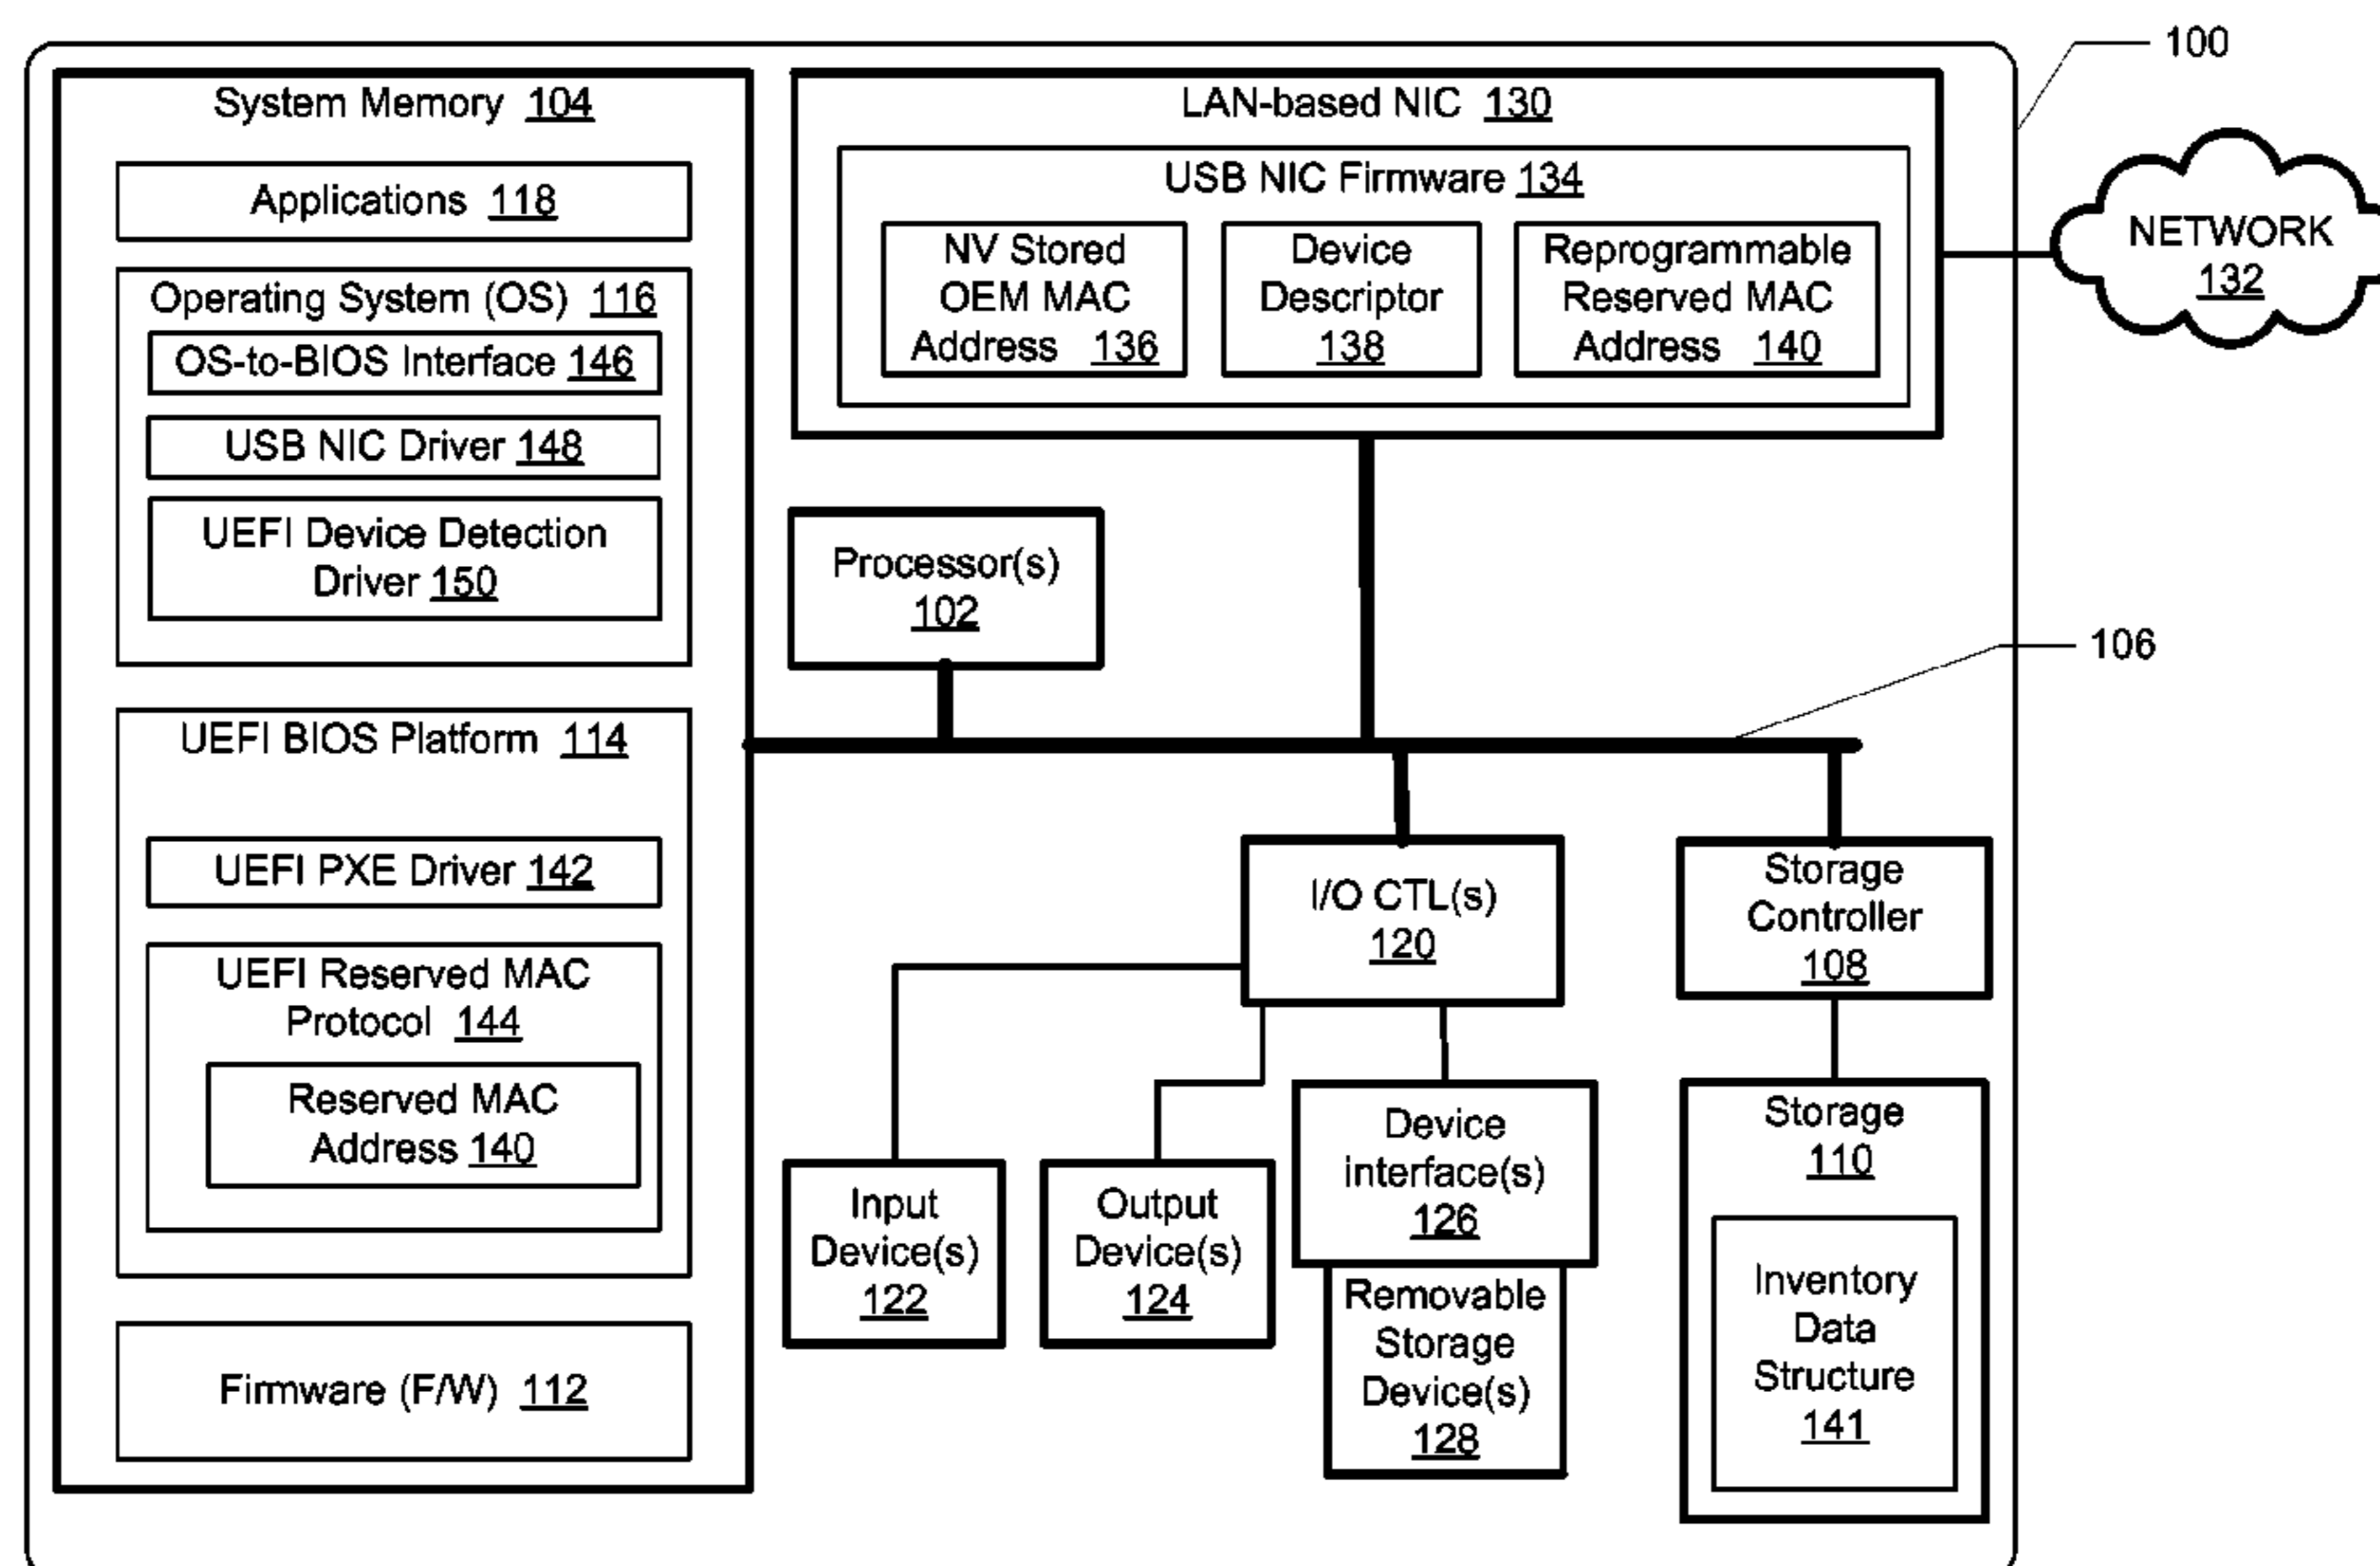 100
System Memory 104
Applications 118
Operating System (OS) 116
OS-to-BIOS Interface 146
USB NIC Driver 148
UEFI Device Detection
Driver 150
UEFI BIOS Platform 114
UEFI PXE Driver 142
UEFI Reserved MAC
Protocol 144
Reserved MAC
Address 140
Firmware (F/W) 112
LAN-based NIC 130
USB NIC Firmware 134
NV Stored
OEM MAC
Address 136
Device
Descriptor
138
Reprogrammable
Reserved MAC
Address 140
NETWORK
132
Processor(s)
102
106
I/O CTL(s)
120
Storage
Controller
108
Input
Device(s)
122
Output
Device(s)
124
Device
interface(s)
126
Removable
Storage
Device(s)
128
Storage
110
Inventory
Data
Structure
141